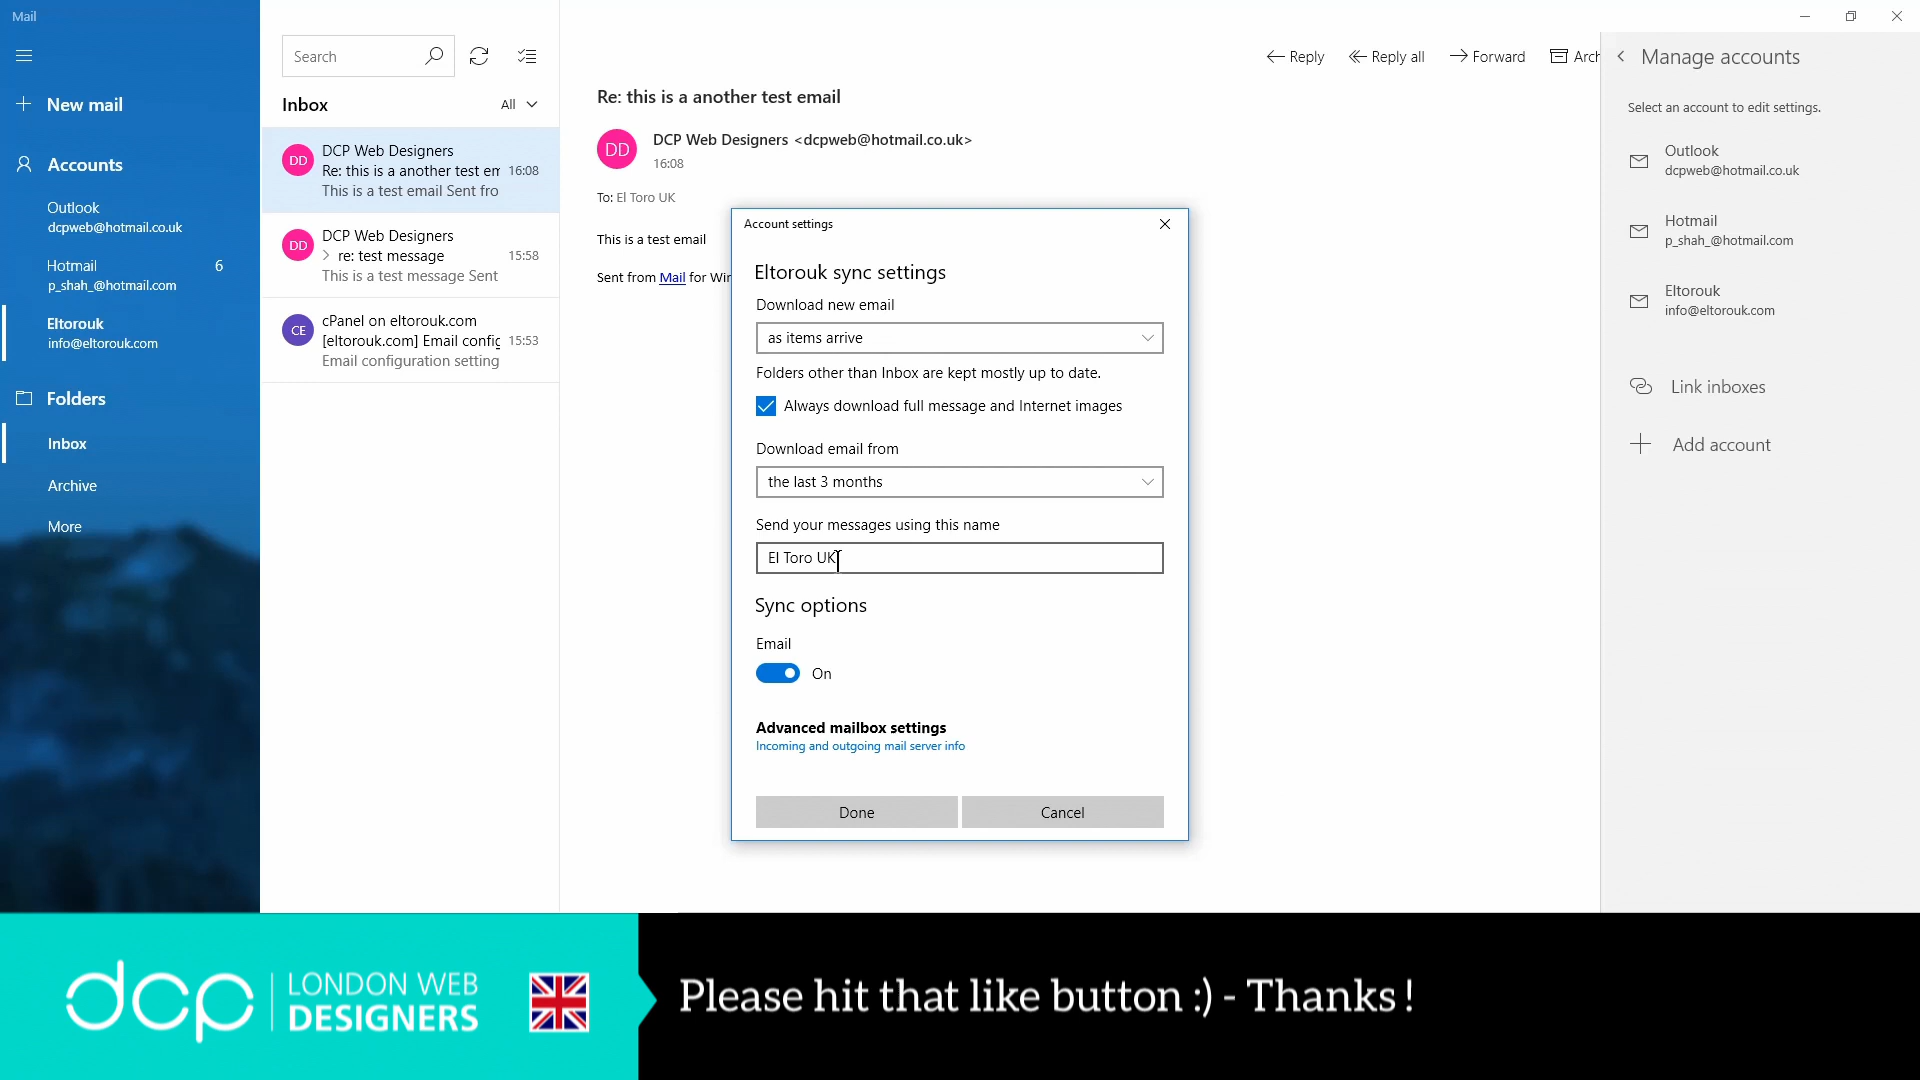 Mail
New mail
Accounts
Outlook
dcpweb@hotmail.co.uk
Hotmail 6
p_shah_@hotmail.com
Eltorouk
info@eltorouk.com
Folders
Inbox
Archive
More
Search
Inbox All
DD DCP Web Designers
Re: this is a another test em 16:08
This is a test email Sent fro
DD DCP Web Designers
re: test message 15:58
This is a test message Sent
CE cPanel on eltorouk.com
[eltorouk.com] Email config 15:53
Email configuration setting
Reply Reply all Forward Arch
Re: this is a another test email
DD DCP Web Designers <dcpweb@hotmail.co.uk>
16:08
To: El Toro UK
This is a test email
Sent from Mail for Win
Account settings
Eltorouk sync settings
Download new email
as items arrive
Folders other than Inbox are kept mostly up to date.
Always download full message and Internet images
Download email from
the last 3 months
Send your messages using this name
El Toro UK
Sync options
Email
On
Advanced mailbox settings
Incoming and outgoing mail server info
Done Cancel
Manage accounts
Select an account to edit settings.
Outlook
dcpweb@hotmail.co.uk
Hotmail
p_shah_@hotmail.com
Eltorouk
info@eltorouk.com
Link inboxes
Add account
dcp LONDON WEB
DESIGNERS
Please hit that like button :) - Thanks !